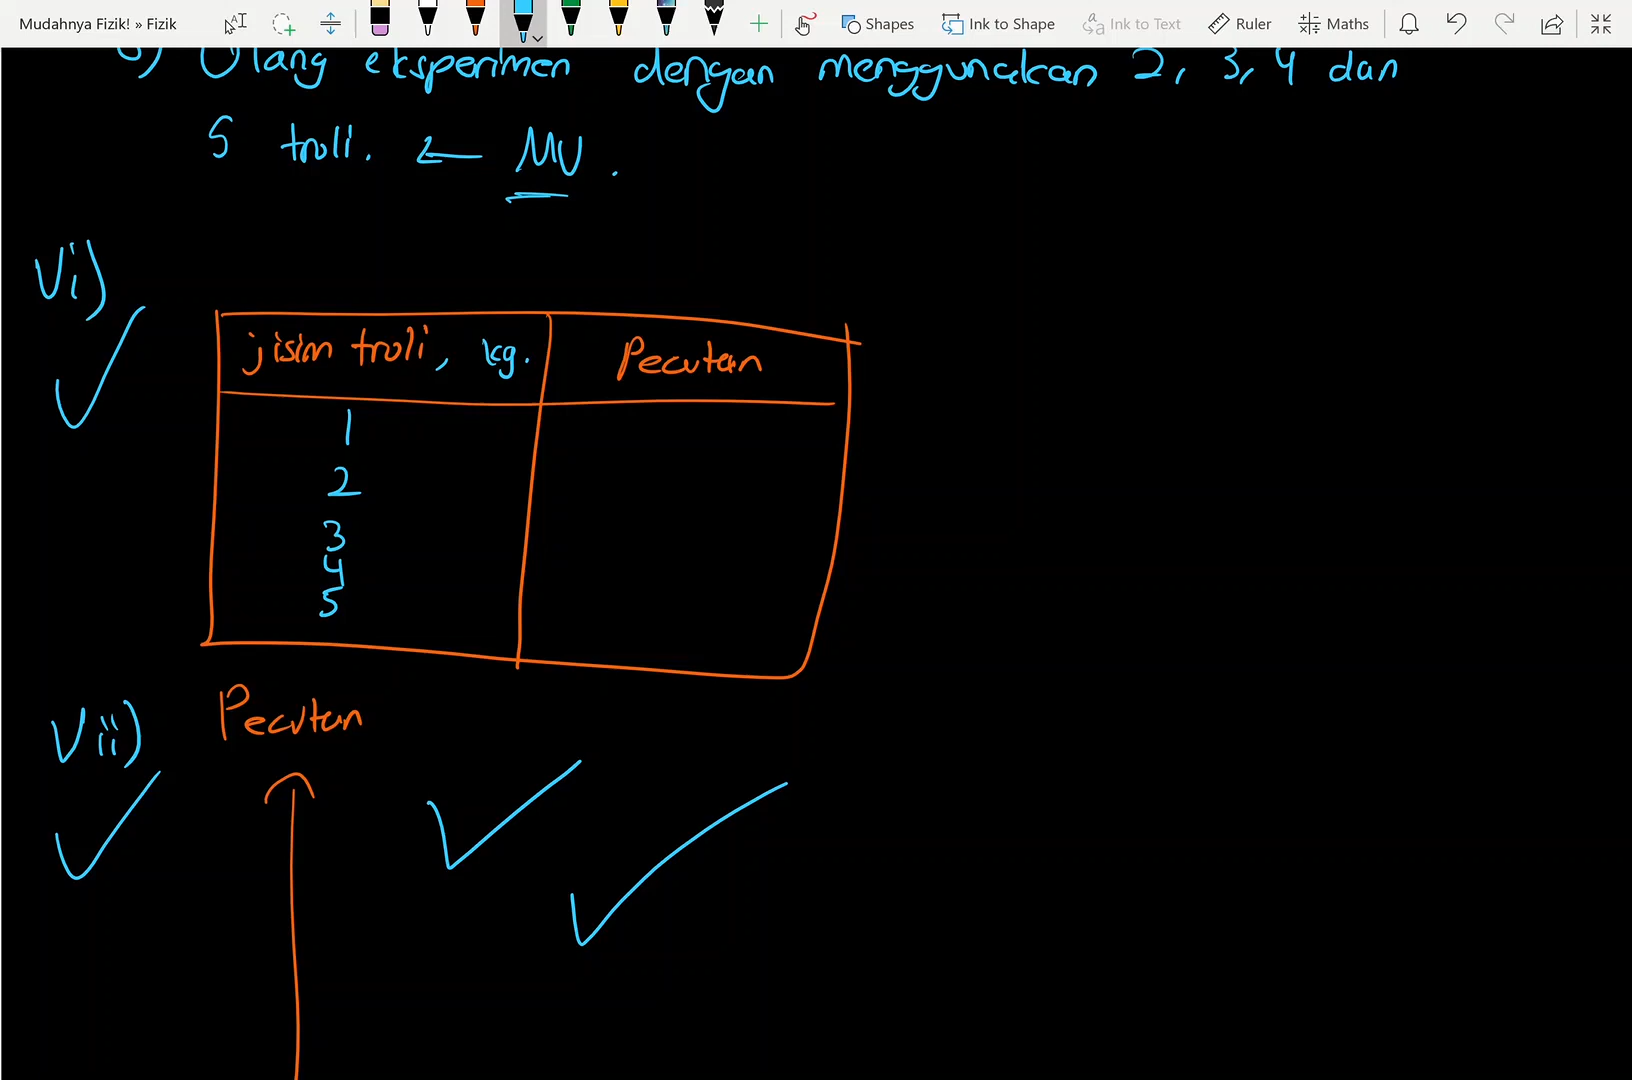 Mudahnya Fizik! » Fizik
Shapes
Ink to Shape
Ink to Text
Ruler
Maths
5) Ulang eksperimen dengan menggunakan 2, 3, 4 dan
5 troli. ← MV.
Vi)
jisim troli, kg. Pecutan
1
2
3
4
5
Vii) Pecutan